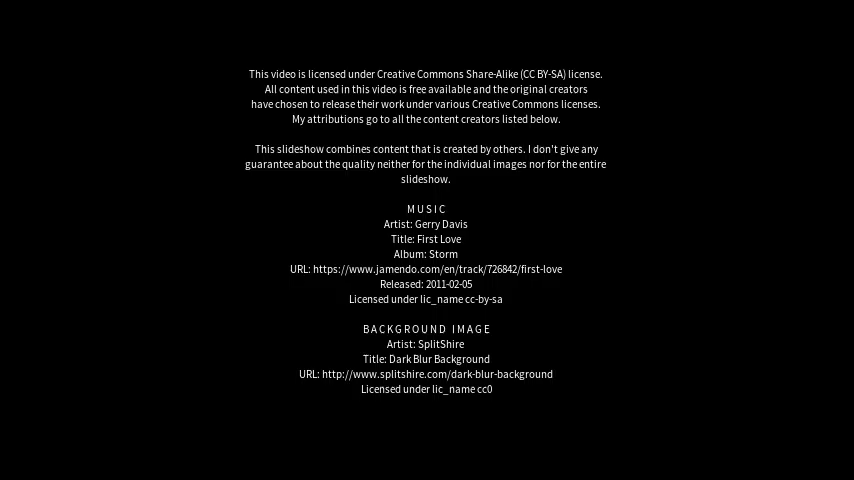 This video is licensed under Creative Commons Share-Alike (CC BY-SA) license.
All content used in this video is free available and the original creators
have chosen to release their work under various Creative Commons licenses.
My attributions go to all the content creators listed below.
This slideshow combines content that is created by others. I don't give any
guarantee about the quality neither for the individual images nor for the entire
slideshow.
MUSIC
Artist: Gerry Davis
Title: First Love
Album: Storm
URL: https://www.jamendo.com/en/track/726842/first-love
Released: 2011-02-05
Licensed under lic_name cc-by-sa
BACKGROUND IMAGE
Artist: SplitShire
Title: Dark Blur Background
URL: http://www.splitshire.com/dark-blur-background
Licensed under lic_name cc0